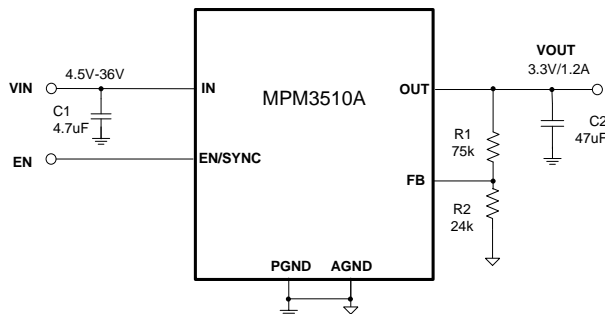 VIN
4.5V-36V
C1
4.7uF
EN
IN
EN/SYNC
MPM3510A
OUT
FB
PGND
AGND
R1
75k
R2
24k
VOUT
3.3V/1.2A
C2
47uF